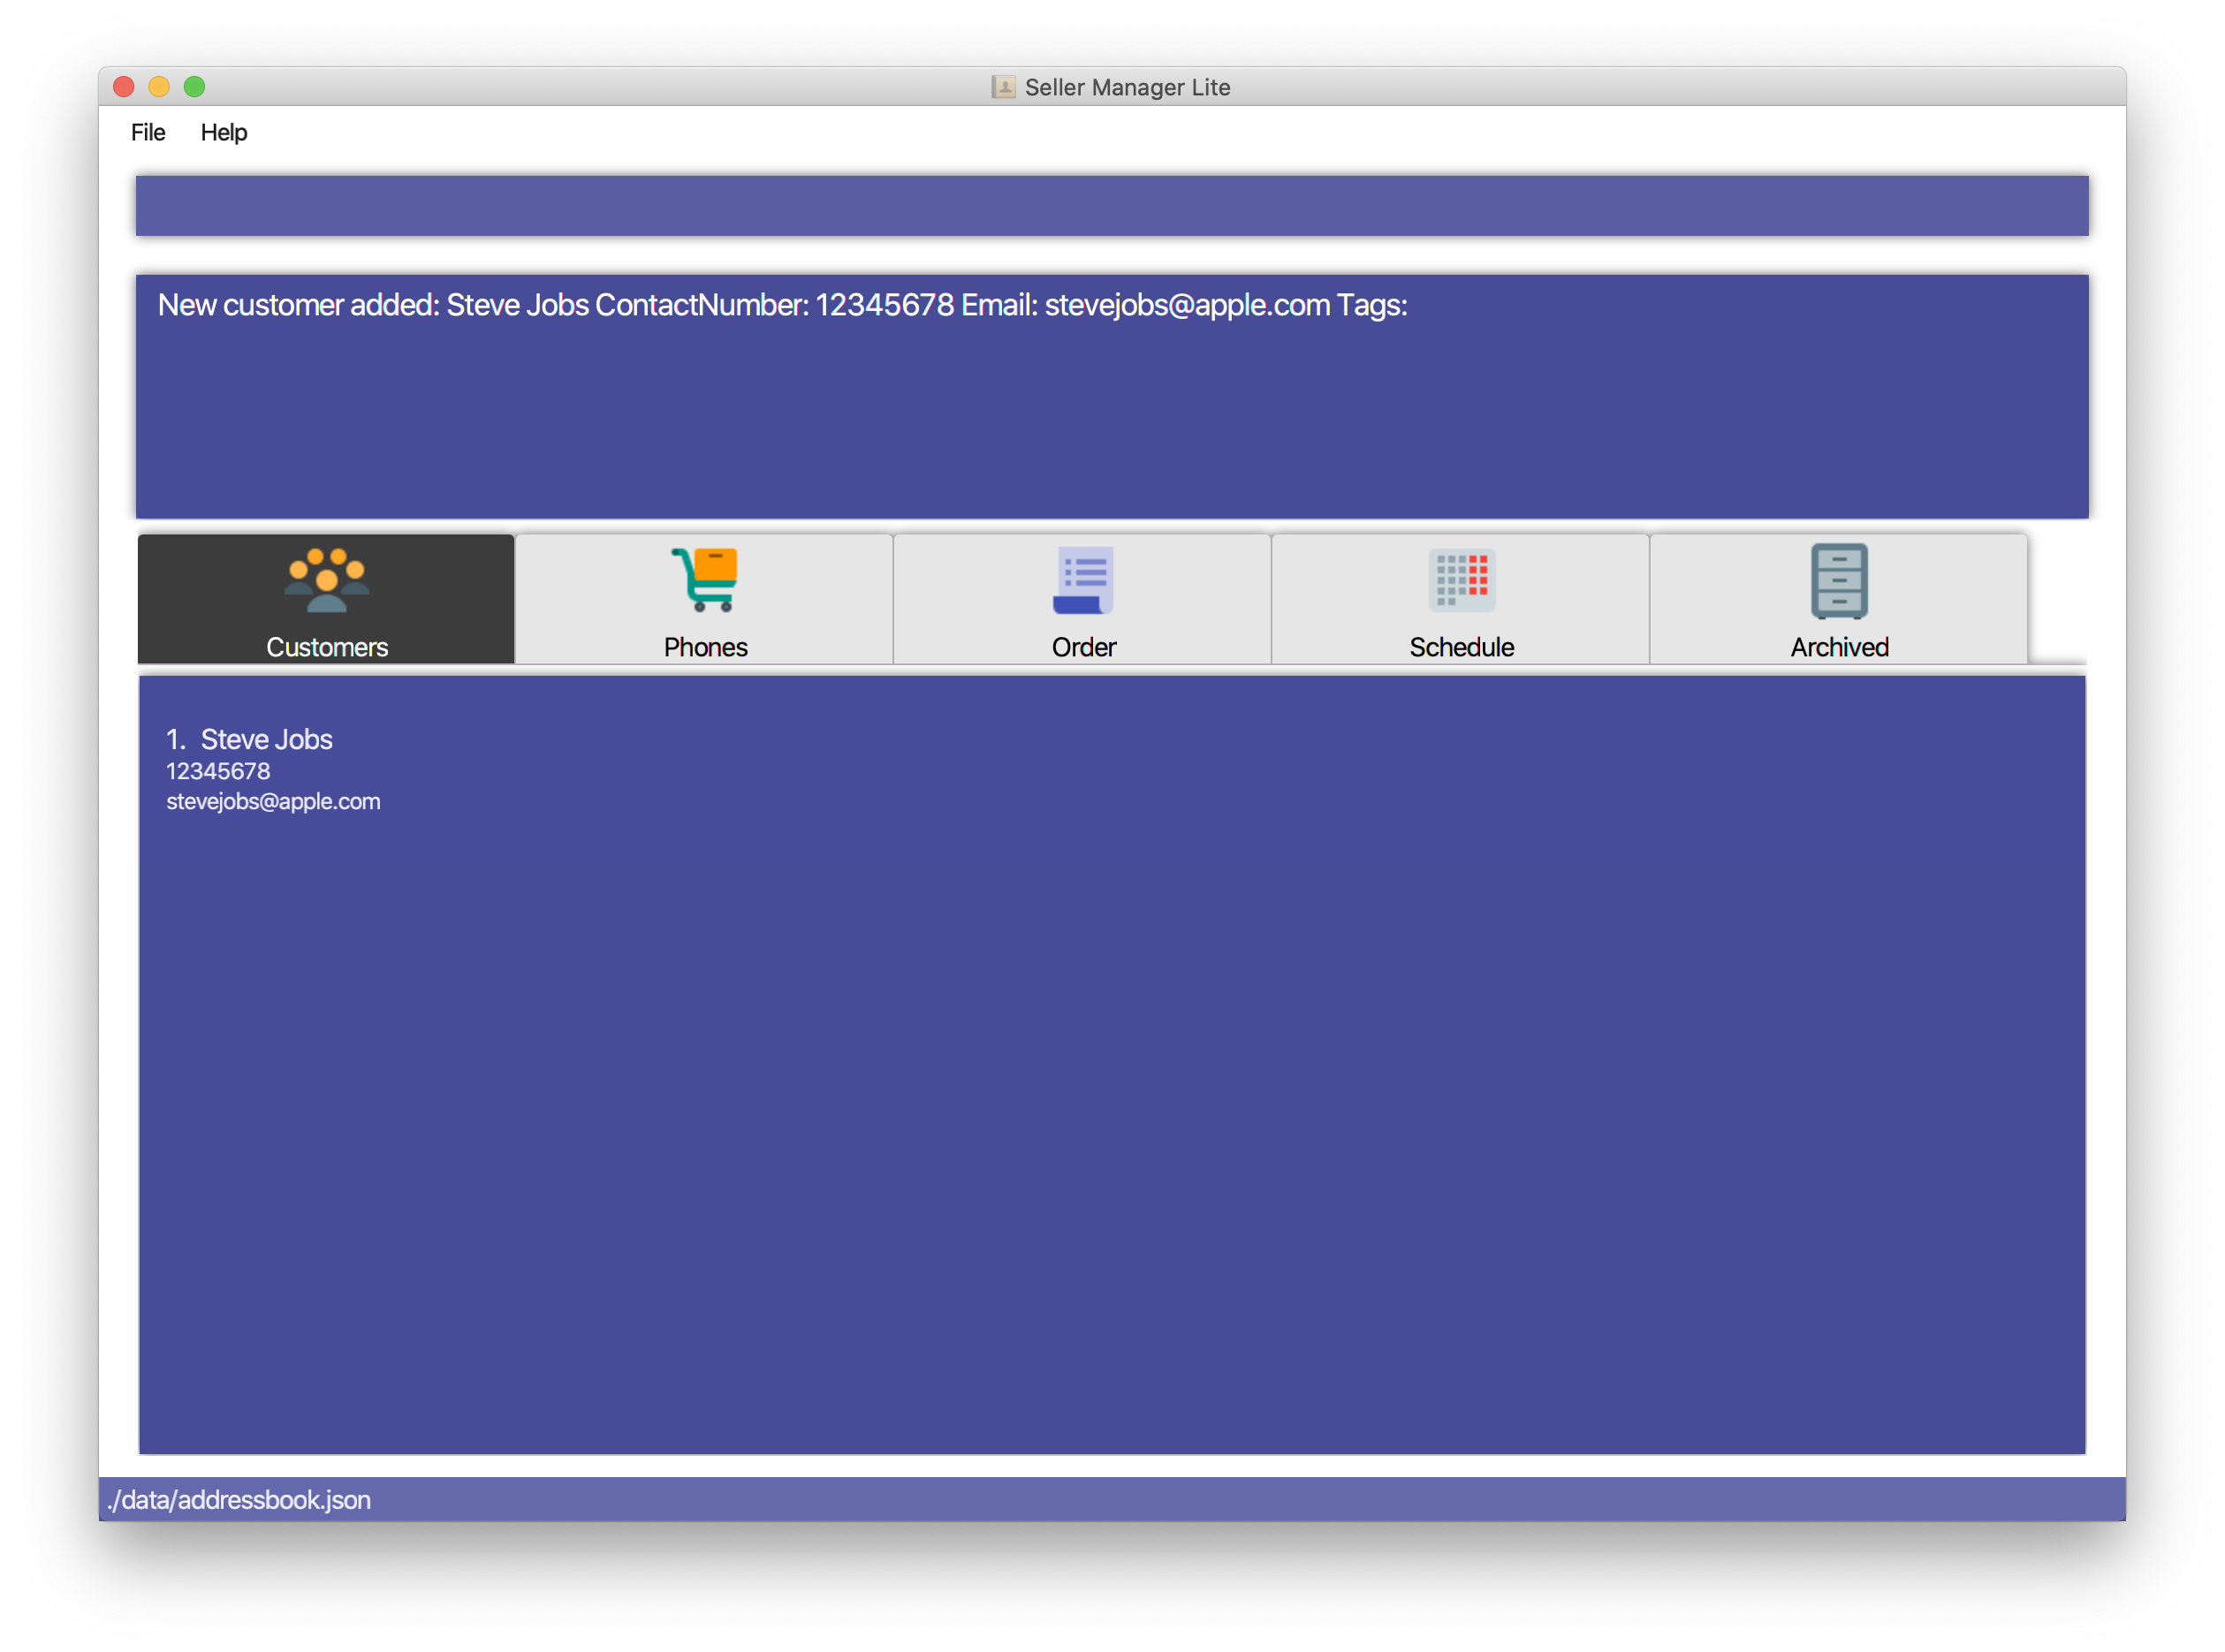 Seller Manager Lite
File Help
New customer added: Steve Jobs ContactNumber: 12345678 Email: stevejobs@apple.com Tags:
Customers Phones Order Schedule Archived
1. Steve Jobs
12345678
stevejobs@apple.com
./data/addressbook.json